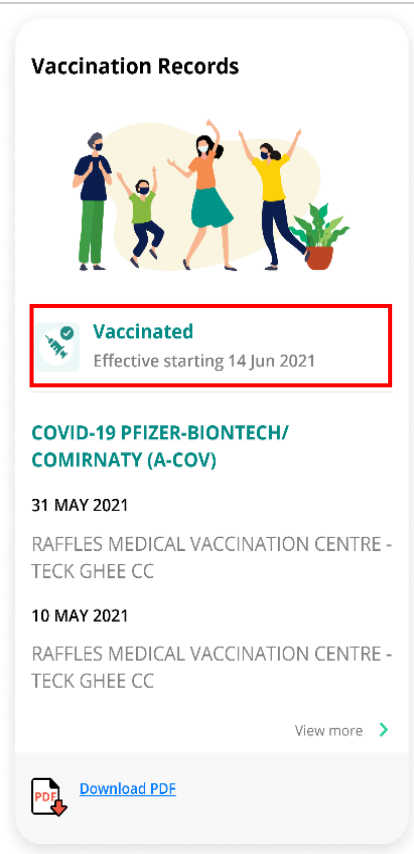 Vaccination Records
Vaccinated
Effective starting 14 Jun 2021
COVID-19 PFIZER-BIONTECH/
COMIRNATY (A-COV)
31 MAY 2021
RAFFLES MEDICAL VACCINATION CENTRE -
TECK GHEE CC
10 MAY 2021
RAFFLES MEDICAL VACCINATION CENTRE -
TECK GHEE CC
View more
PDF
Download PDF